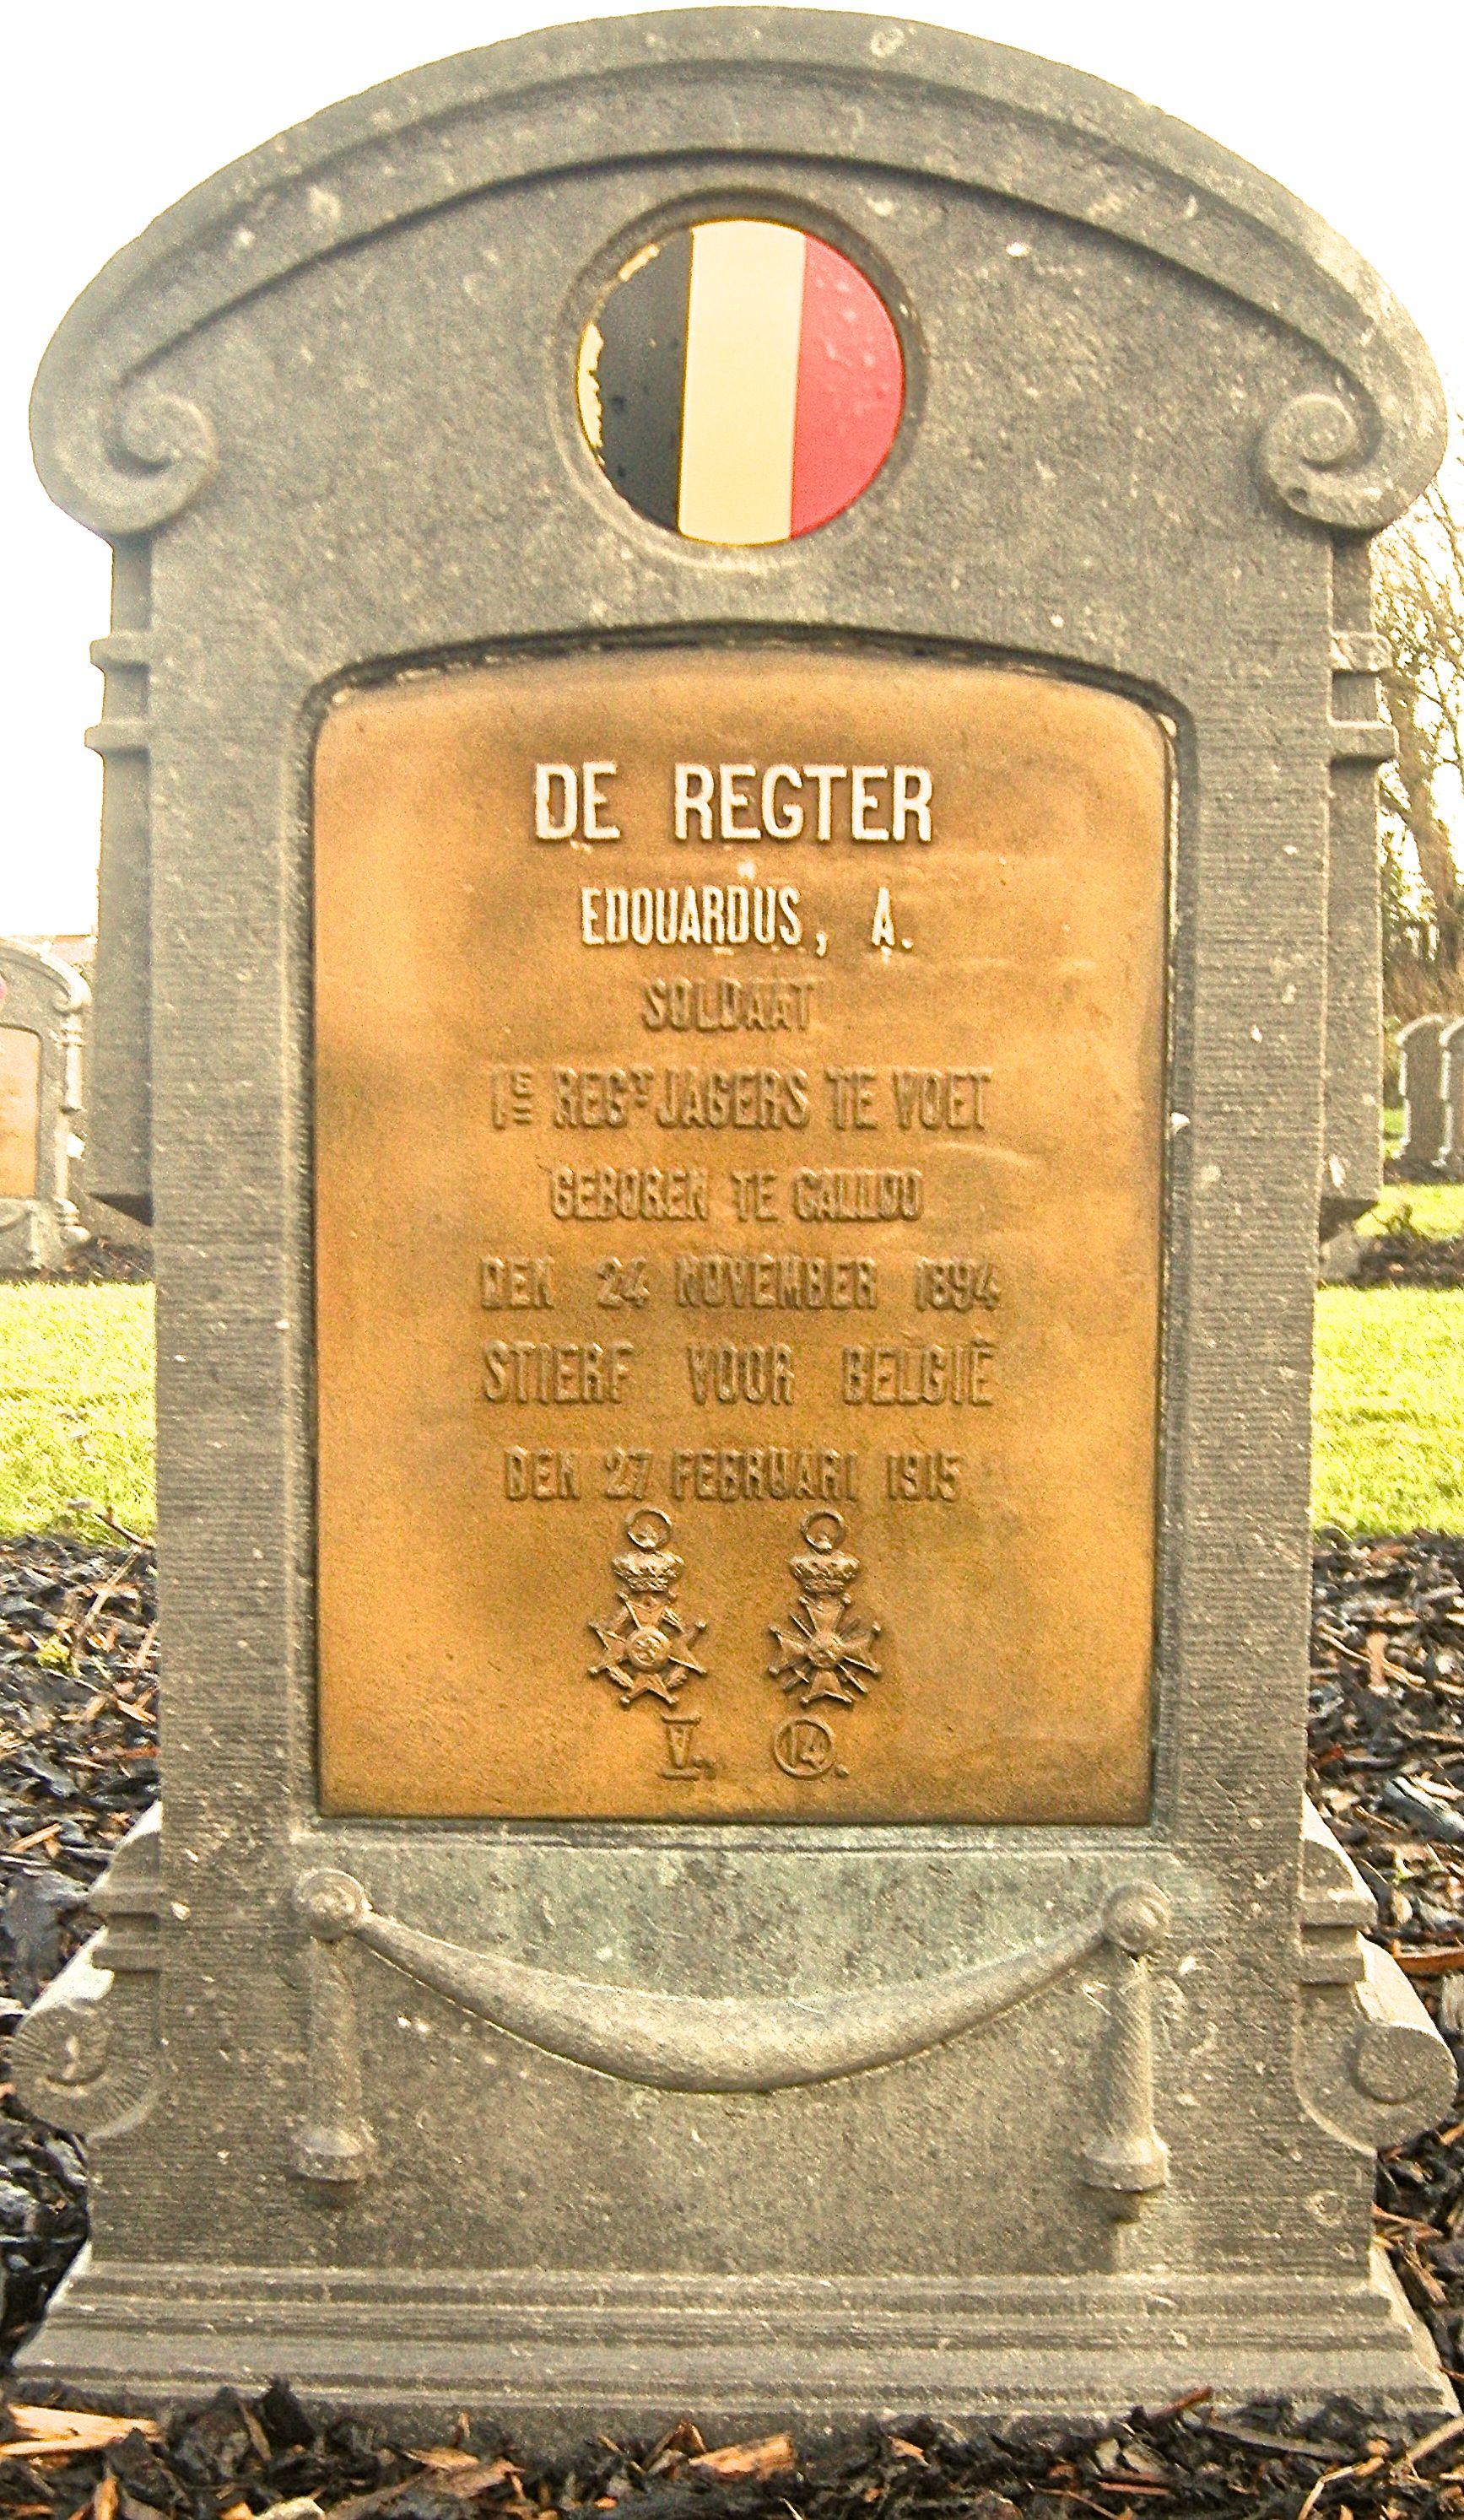 DE REGTER
EDOUARDUS, A.
SOLDAAT
1E REGT JAGERS TE VOET
GEBOREN TE CALLOO
DEN 24 NOVEMBER 1894
STIERF VOOR BELGIË
DEN 27 FEBRUARI 1915
V. 14.